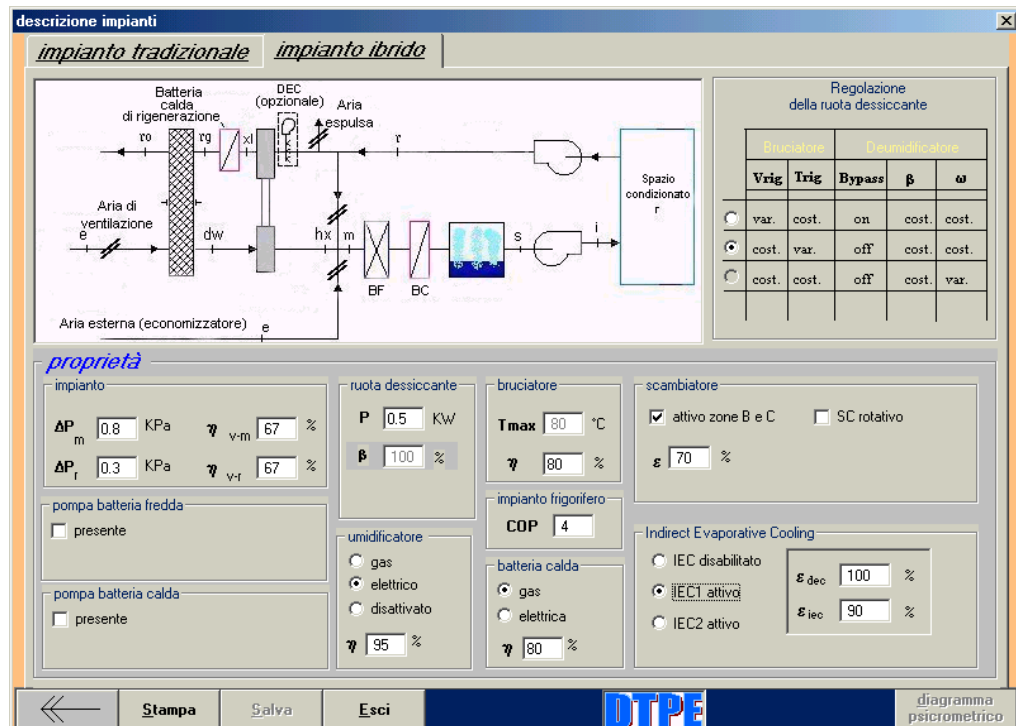 descrizione impianti
impianto tradizionale
impianto ibrido
Batteria
calda
di rigenerazione
DEC
(opzionale)
Aria
espulsa
ro
rg
xl
r
Aria di
ventilazione
e
dw
hx
m
s
i
Spazio
condizionato
r
BF
BC
Aria esterna (economizzatore)
e
Regolazione
della ruota dessiccante
Bruciatore Deumidificatore
Vrig Trig Bypass β ω
var. cost. on cost. cost.
cost. var. off cost. cost.
cost. cost. off cost. var.
proprietà
impianto
ΔP m 0.8 KPa η v-m 67 %
ΔP r 0.3 KPa η v-r 67 %
pompa batteria fredda
presente
pompa batteria calda
presente
ruota dessiccante
P 0.5 KW
β 100 %
umidificatore
gas
elettrico
disattivato
η 95 %
bruciatore
Tmax 80 °C
η 80 %
impianto frigorifero
COP 4
batteria calda
gas
elettrica
η 80 %
scambiatore
attivo zone B e C
SC rotativo
ε 70 %
Indirect Evaporative Cooling
IEC disabilitato
IEC1 attivo
IEC2 attivo
ε dec 100 %
ε iec 90 %
Stampa
Salva
Esci
DTPE
diagramma
psicrometrico